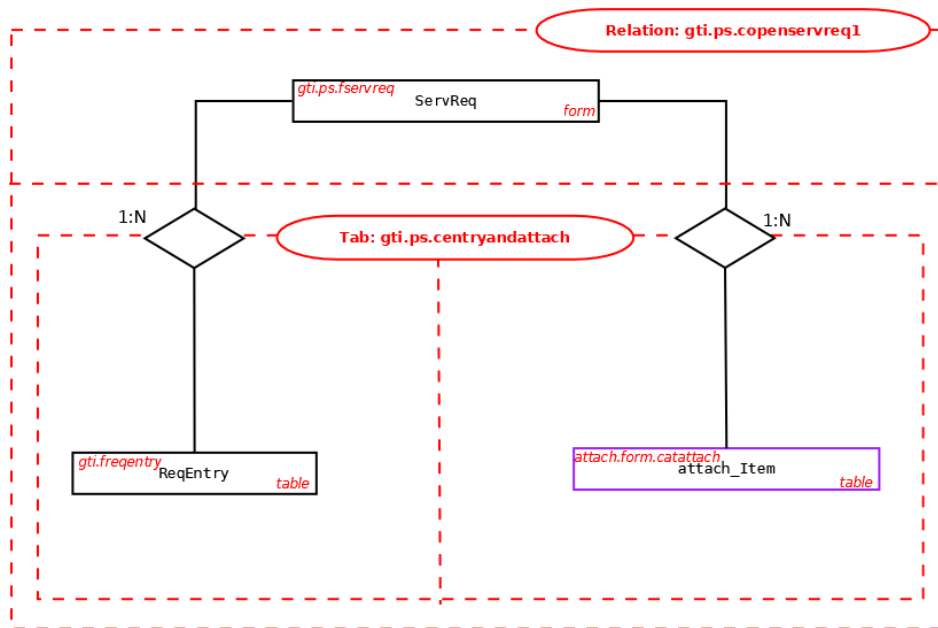 Relation: gti.ps.copenservreq1
gti.ps.fservreq
ServReq
form
1:N
1:N
Tab: gti.ps.centryandattach
gti.freqentry
ReqEntry
table
attach.form.catattach
attach_Item
table